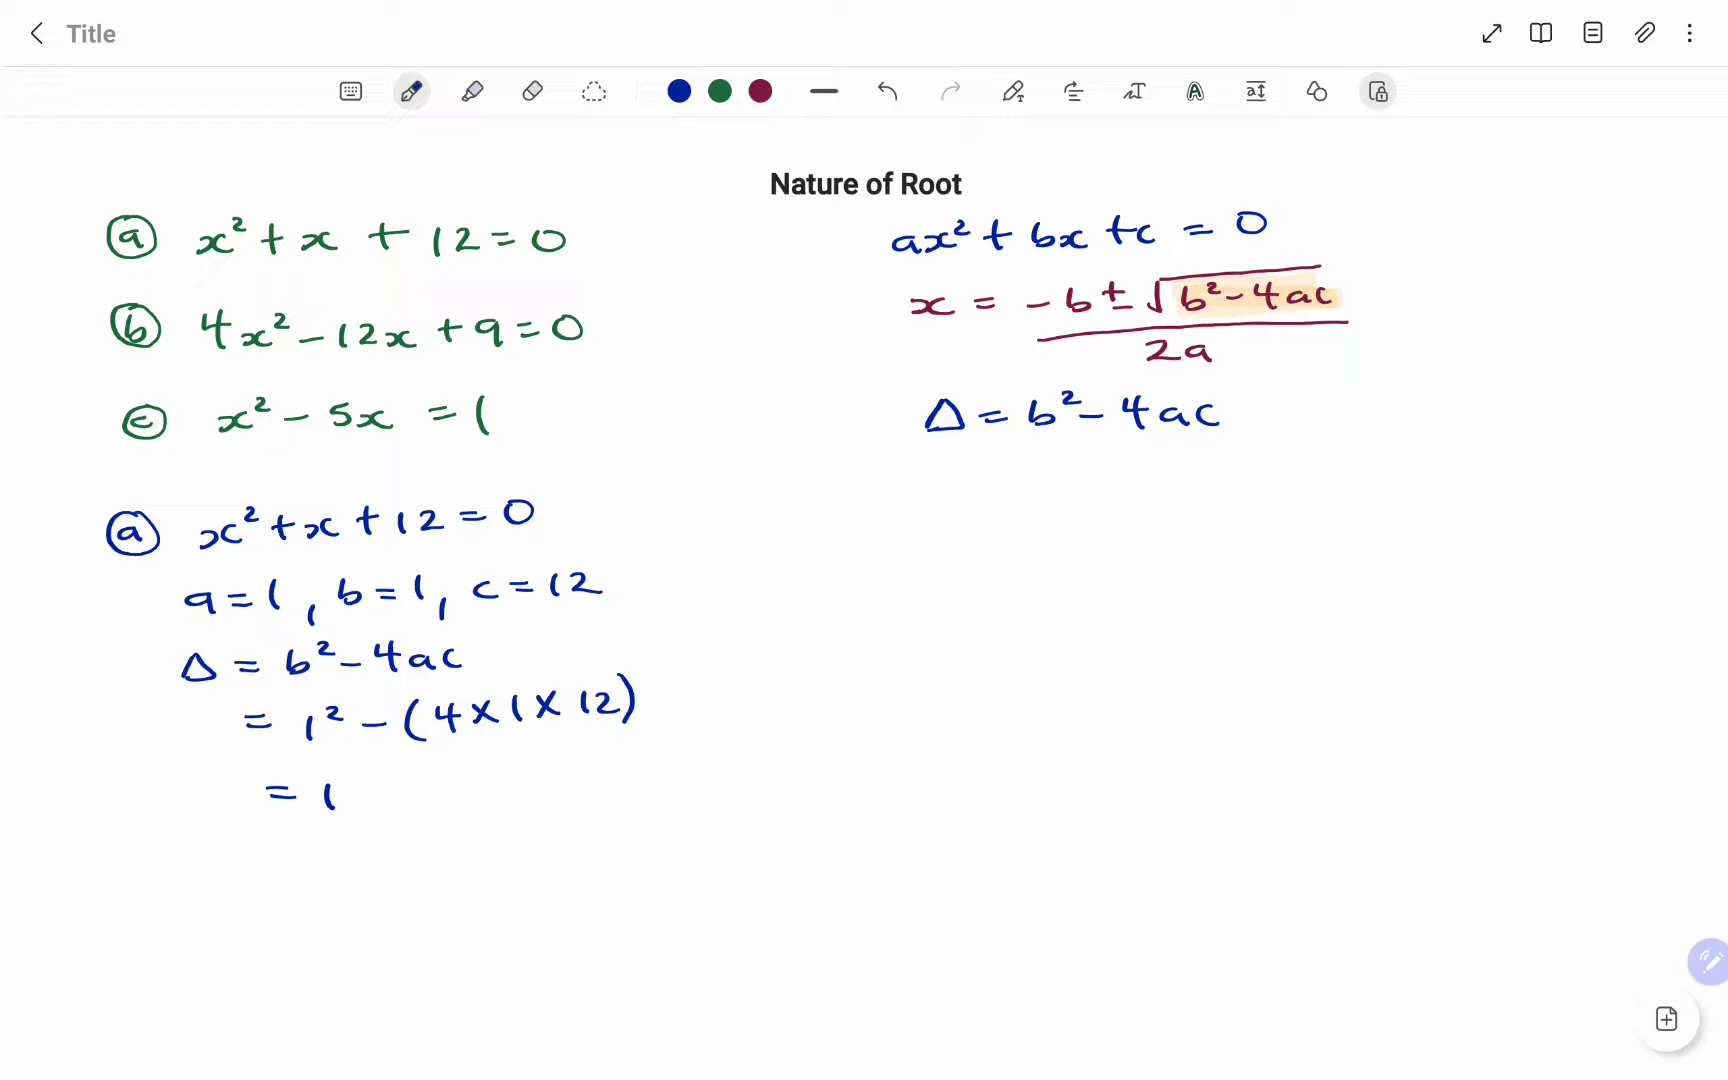 Title
Nature of Root
ⓐ x² + x + 12 = 0
ⓑ 4x² - 12x + 9 = 0
ⓒ x² - 5x = (
ax² + bx + c = 0
x = -b ± √b² - 4ac
2a
Δ = b² - 4ac
ⓐ x² + x + 12 = 0
a = 1, b = 1, c = 12
Δ = b² - 4ac
= 1² - (4 × 1 × 12)
= 1